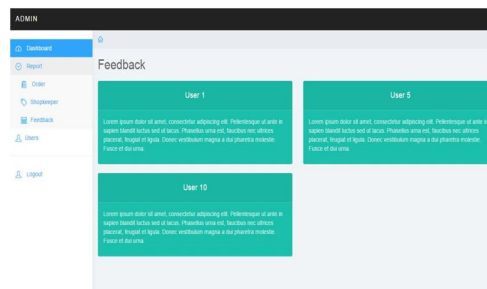 ADMIN
Dashboard
Report
Order
Shopkeeper
Feedback
Users
Logout
Feedback
User 1
Lorem ipsum dolor sit amet, consectetur adipiscing elit. Pellentesque ut ante in
sapien blandit luctus sed ut lacus. Phasellus urna est, faucibus nec ultrices
placerat, feugiat et ligula. Donec vestibulum magna a dui pharetra molestie.
Fusce et dui urna.
User 5
Lorem ipsum dolor sit amet, consectetur adipiscing elit. Pellentesque ut ante in
sapien blandit luctus sed ut lacus. Phasellus urna est, faucibus nec ultrices
placerat, feugiat et ligula. Donec vestibulum magna a dui pharetra molestie.
Fusce et dui urna.
User 10
Lorem ipsum dolor sit amet, consectetur adipiscing elit. Pellentesque ut ante in
sapien blandit luctus sed ut lacus. Phasellus urna est, faucibus nec ultrices
placerat, feugiat et ligula. Donec vestibulum magna a dui pharetra molestie.
Fusce et dui urna.